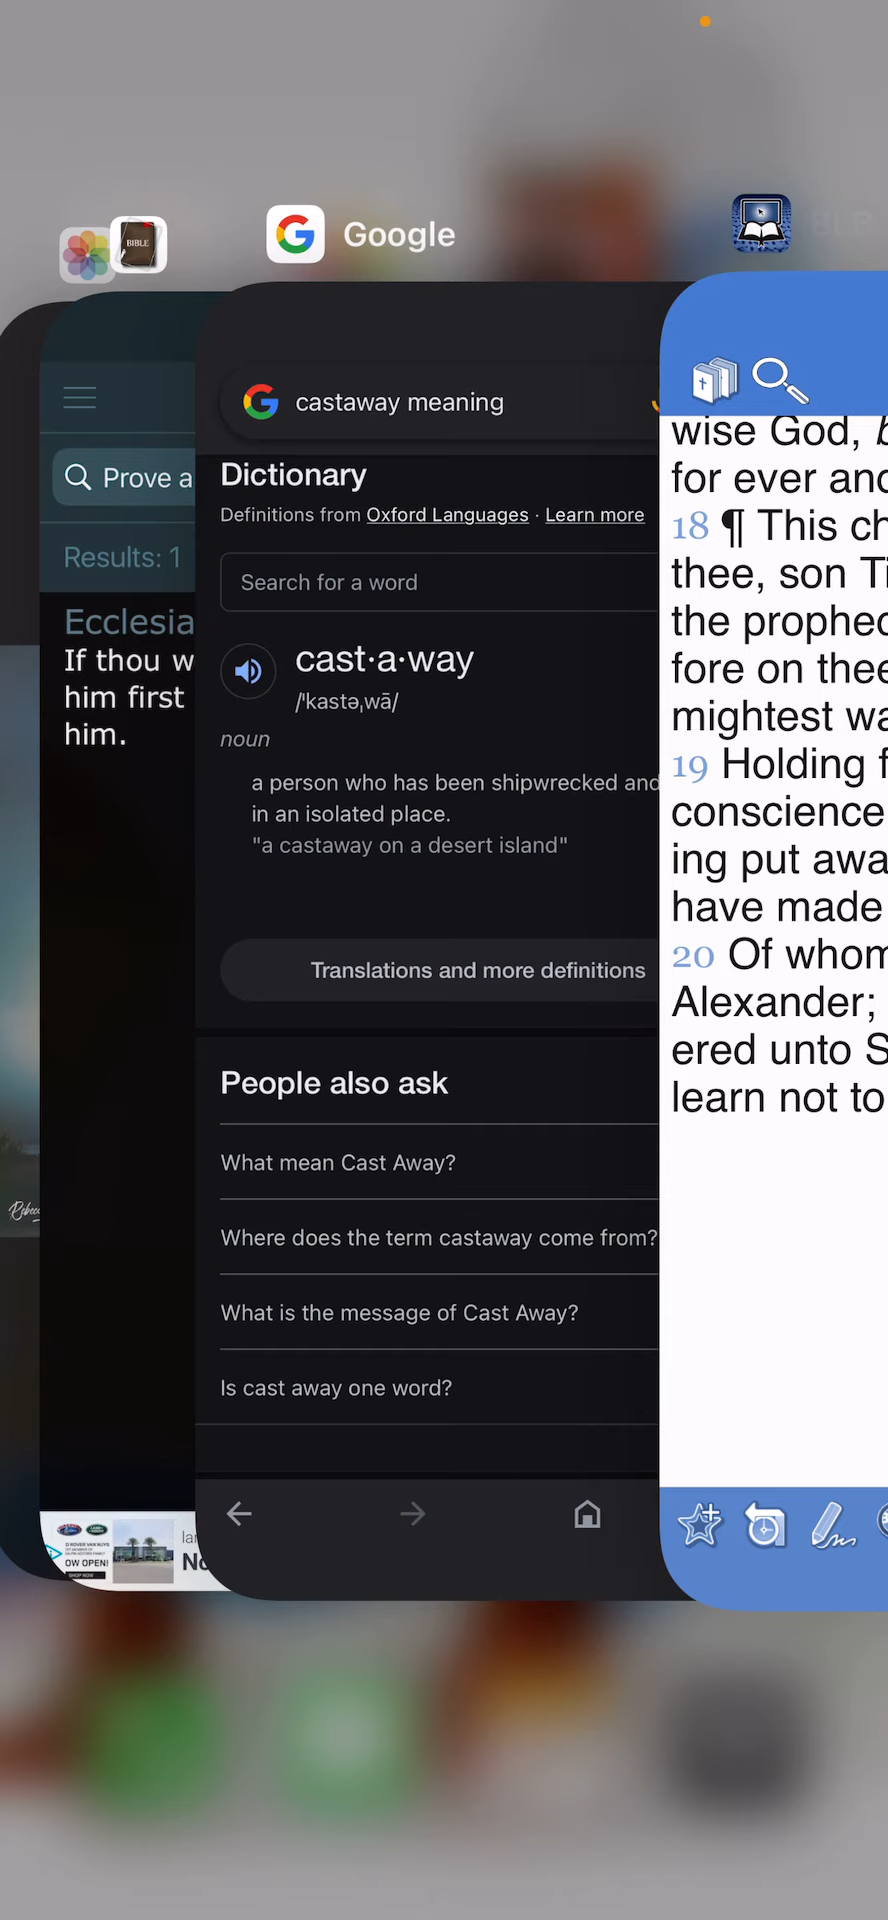 BIBLE
Google
Prove a
Results: 1
Ecclesia
If thou w
him first
him.
OW OPEN!
SHOP NOW
lan
No
castaway meaning
Dictionary
Definitions from Oxford Languages · Learn more
Search for a word
cast·a·way
/ˈkastəˌwā/
noun
a person who has been shipwrecked and
in an isolated place.
"a castaway on a desert island"
Translations and more definitions
People also ask
What mean Cast Away?
Where does the term castaway come from?
What is the message of Cast Away?
Is cast away one word?
wise God, b
for ever and
18 ¶ This ch
thee, son Ti
the prophec
fore on thee
mightest wa
19 Holding f
conscience
ing put awa
have made
20 Of whom
Alexander;
ered unto S
learn not to